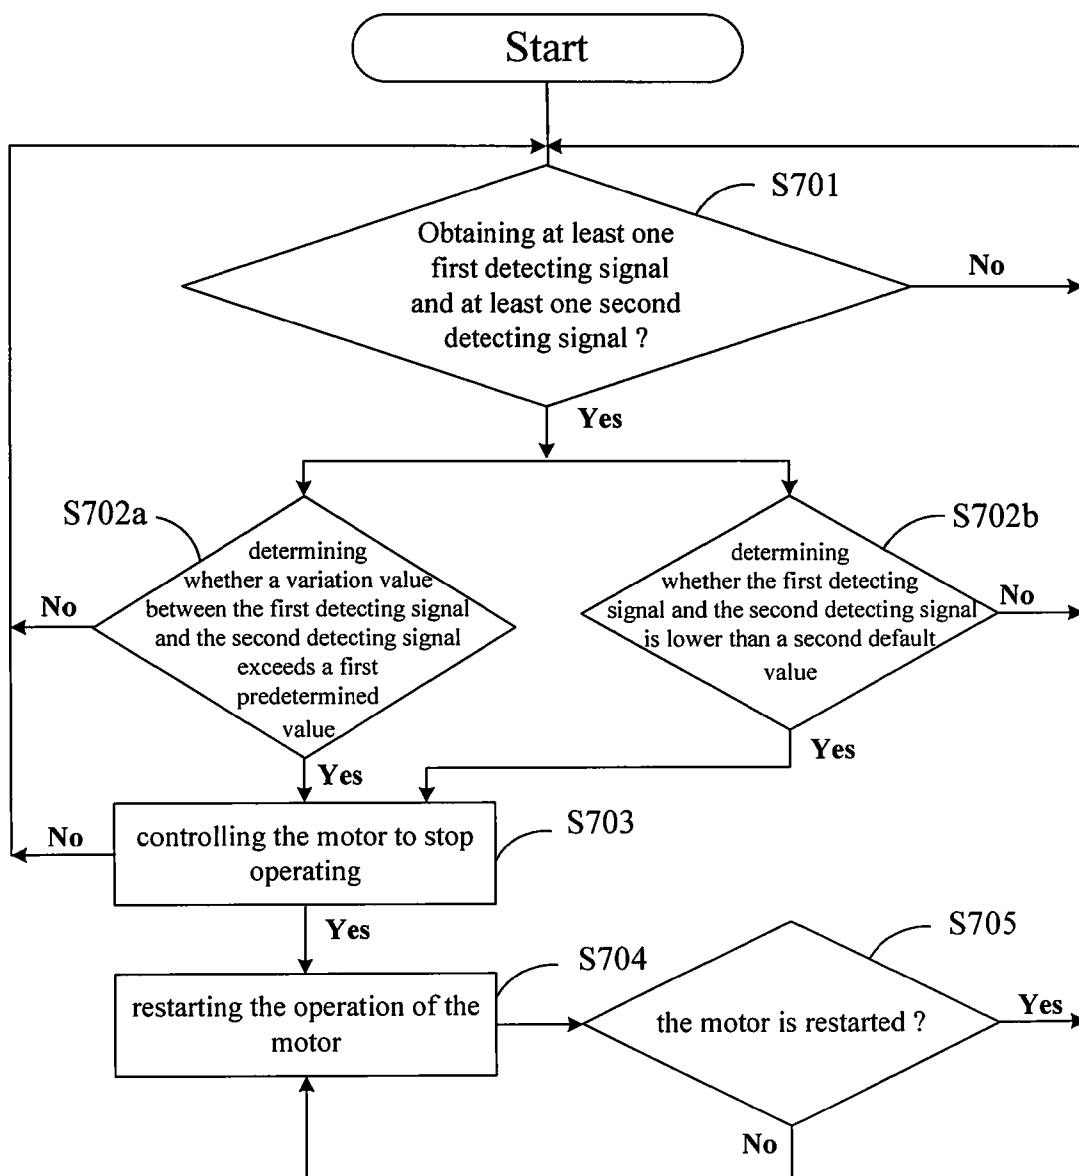 Start
S701
Obtaining at least one
first detecting signal
and at least one second
detecting signal ?
No
Yes
S702a
determining
whether a variation value
between the first detecting signal
and the second detecting signal
exceeds a first
predetermined
value
No
Yes
S702b
determining
whether the first detecting
signal and the second detecting signal
is lower than a second default
value
No
Yes
S703
controlling the motor to stop
operating
No
Yes
S704
restarting the operation of the
motor
S705
the motor is restarted ?
Yes
No